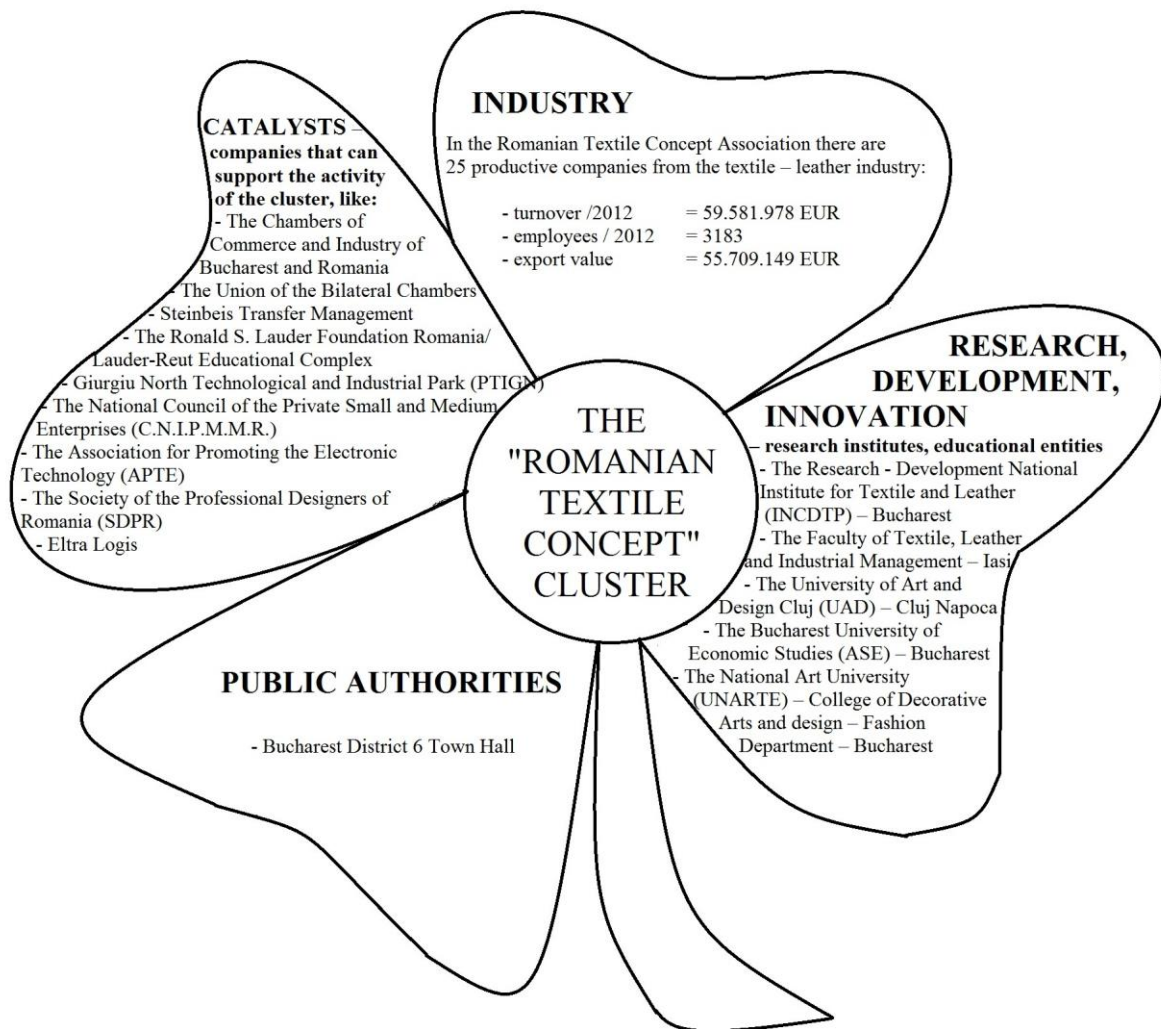 INDUSTRY
In the Romanian Textile Concept Association there are
25 productive companies from the textile – leather industry:
- turnover /2012 = 59.581.978 EUR
- employees / 2012 = 3183
- export value = 55.709.149 EUR
CATALYSTS –
companies that can
support the activity
of the cluster, like:
- The Chambers of
Commerce and Industry of
Bucharest and Romania
- The Union of the Bilateral Chambers
- Steinbeis Transfer Management
- The Ronald S. Lauder Foundation Romania/
Lauder-Reut Educational Complex
- Giurgiu North Technological and Industrial Park (PTIGN)
- The National Council of the Private Small and Medium
Enterprises (C.N.I.P.M.M.R.)
- The Association for Promoting the Electronic
Technology (APTE)
- The Society of the Professional Designers of
Romania (SDPR)
- Eltra Logis
THE
"ROMANIAN
TEXTILE
CONCEPT"
CLUSTER
RESEARCH,
DEVELOPMENT,
INNOVATION
– research institutes, educational entities
- The Research - Development National
Institute for Textile and Leather
(INCDTP) – Bucharest
- The Faculty of Textile, Leather
and Industrial Management – Iasi
- The University of Art and
Design Cluj (UAD) – Cluj Napoca
- The Bucharest University of
Economic Studies (ASE) – Bucharest
- The National Art University
(UNARTE) – College of Decorative
Arts and design – Fashion
Department – Bucharest
PUBLIC AUTHORITIES
- Bucharest District 6 Town Hall